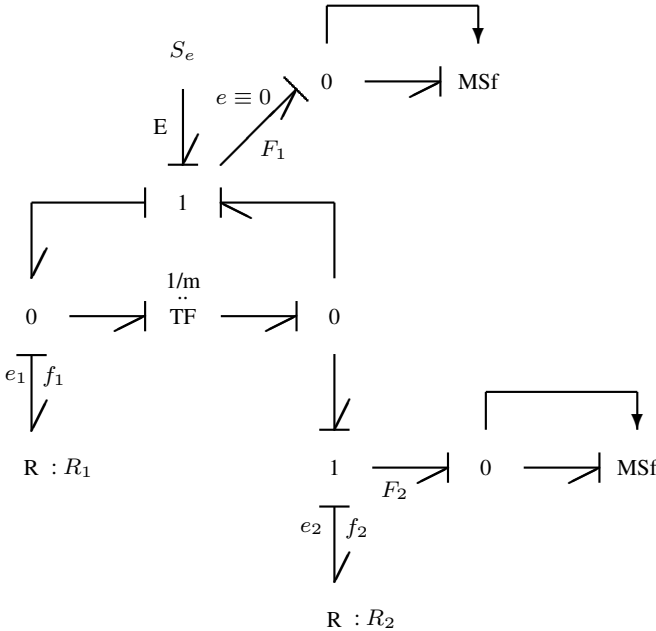 S_e
e ≡ 0
0
MSf
E
F_1
1
1/m
..
0
TF
0
e_1
f_1
R : R_1
1
F_2
0
MSf
e_2
f_2
R : R_2